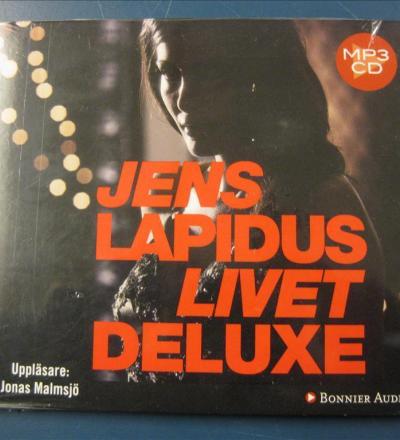 MP3
CD
JENS
LAPIDUS
LIVET
DELUXE
Uppläsare:
Jonas Malmsjö
BONNIER AUDI